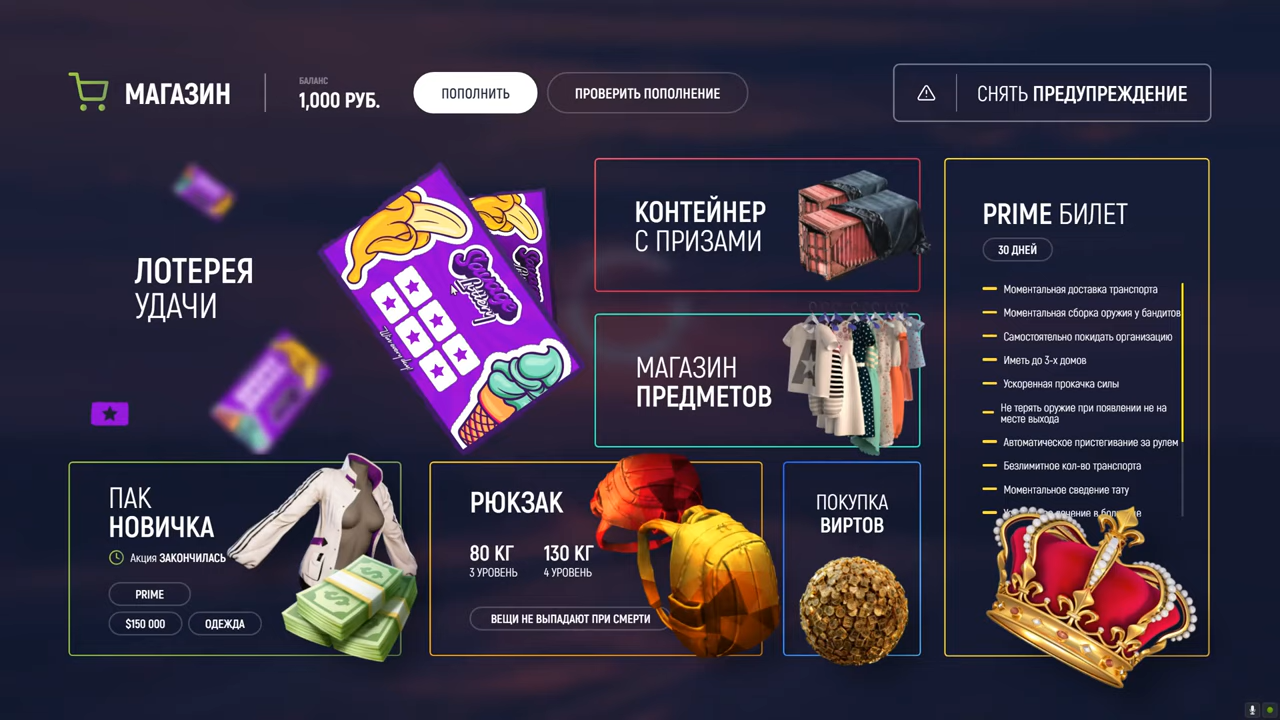 МАГАЗИН
БАЛАНС
1,000 РУБ.
ПОПОЛНИТЬ
ПРОВЕРИТЬ ПОПОЛНЕНИЕ
СНЯТЬ ПРЕДУПРЕЖДЕНИЕ
ЛОТЕРЕЯ
УДАЧИ
КОНТЕЙНЕР
С ПРИЗАМИ
МАГАЗИН
ПРЕДМЕТОВ
PRIME БИЛЕТ
30 ДНЕЙ
Моментальная доставка транспорта
Моментальная сборка оружия у бандитов
Самостоятельно покидать организацию
Иметь до 3-х домов
Ускоренная прокачка силы
Не терять оружие при появлении не на
месте выхода
Автоматическое пристегивание за рулем
Безлимитное кол-во транспорта
Моментальное сведение тату
ПАК
НОВИЧКА
Акция ЗАКОНЧИЛАСЬ
PRIME
$150 000
ОДЕЖДА
РЮКЗАК
80 КГ
3 УРОВЕНЬ
130 КГ
4 УРОВЕНЬ
ВЕЩИ НЕ ВЫПАДАЮТ ПРИ СМЕРТИ
ПОКУПКА
ВИРТОВ